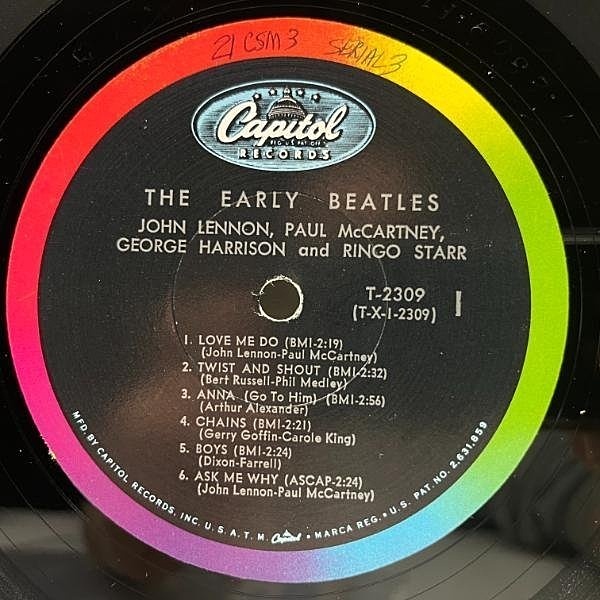 21 CSM 3 SERIAL 3
Capitol
REG. U.S. PAT. OFF.
RECORDS
THE EARLY BEATLES
JOHN LENNON, PAUL McCARTNEY,
GEORGE HARRISON and RINGO STARR
T-2309
(T-X-1-2309) 1
1. LOVE ME DO (BMI-2:19)
(John Lennon-Paul McCartney)
2. TWIST AND SHOUT (BMI-2:32)
(Bert Russell-Phil Medley)
3. ANNA (Go To Him) (BMI-2:56)
(Arthur Alexander)
4. CHAINS (BMI-2:21)
(Gerry Goffin-Carole King)
5. BOYS (BMI-2:24)
(Dixon-Farrell)
6. ASK ME WHY (ASCAP-2:24)
(John Lennon-Paul McCartney)
MFD. BY CAPITOL RECORDS, INC. U. S. A. T. M. Capitol • MARCA REG. • U. S. PAT. NO. 2,631,859